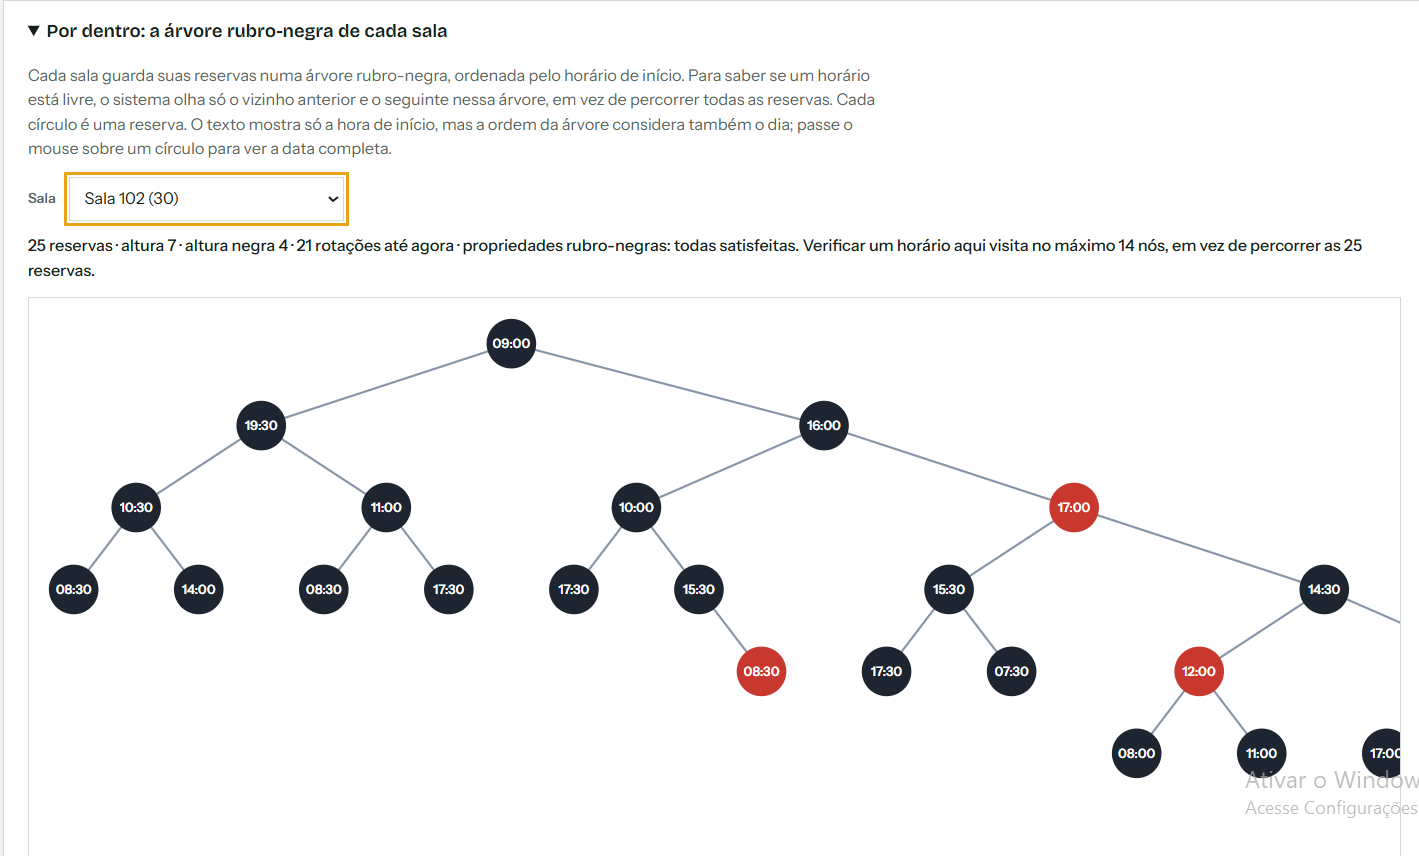 ▼ Por dentro: a árvore rubro-negra de cada sala
Cada sala guarda suas reservas numa árvore rubro-negra, ordenada pelo horário de início. Para saber se um horário
está livre, o sistema olha só o vizinho anterior e o seguinte nessa árvore, em vez de percorrer todas as reservas. Cada
círculo é uma reserva. O texto mostra só a hora de início, mas a ordem da árvore considera também o dia; passe o
mouse sobre um círculo para ver a data completa.
Sala Sala 102 (30)
25 reservas · altura 7 · altura negra 4 · 21 rotações até agora · propriedades rubro-negras: todas satisfeitas. Verificar um horário aqui visita no máximo 14 nós, em vez de percorrer as 25
reservas.
09:00
19:30 16:00
10:30 11:00 10:00 17:00
08:30 14:00 08:30 17:30 17:30 15:30 15:30 14:30
08:30 17:30 07:30 12:00
08:00 11:00 17:00
Ativar o Window
Acesse Configurações